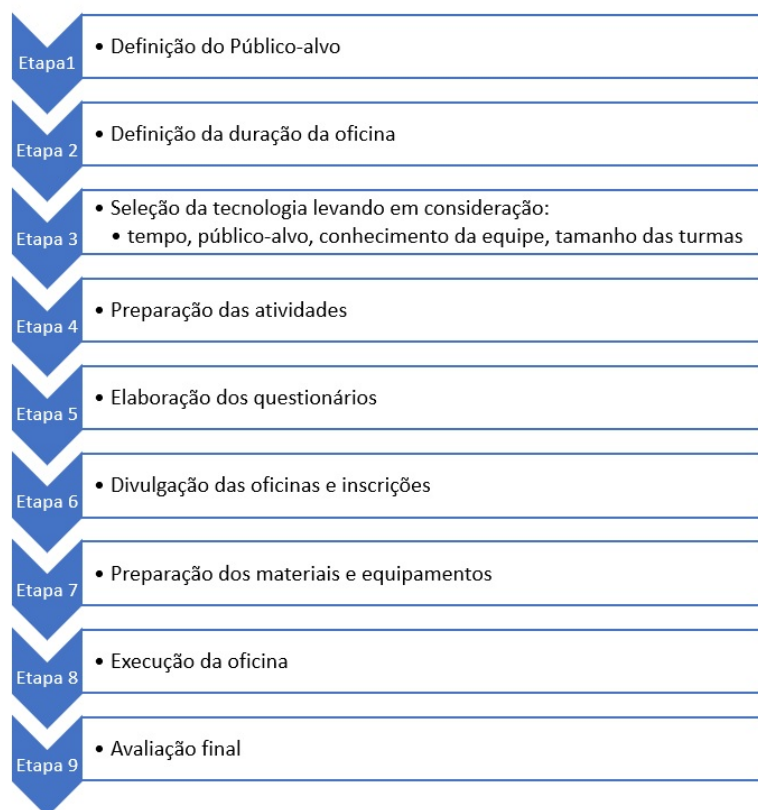 Etapa1
• Definição do Público-alvo
Etapa 2
• Definição da duração da oficina
Etapa 3
• Seleção da tecnologia levando em consideração:
• tempo, público-alvo, conhecimento da equipe, tamanho das turmas
Etapa 4
• Preparação das atividades
Etapa 5
• Elaboração dos questionários
Etapa 6
• Divulgação das oficinas e inscrições
Etapa 7
• Preparação dos materiais e equipamentos
Etapa 8
• Execução da oficina
Etapa 9
• Avaliação final